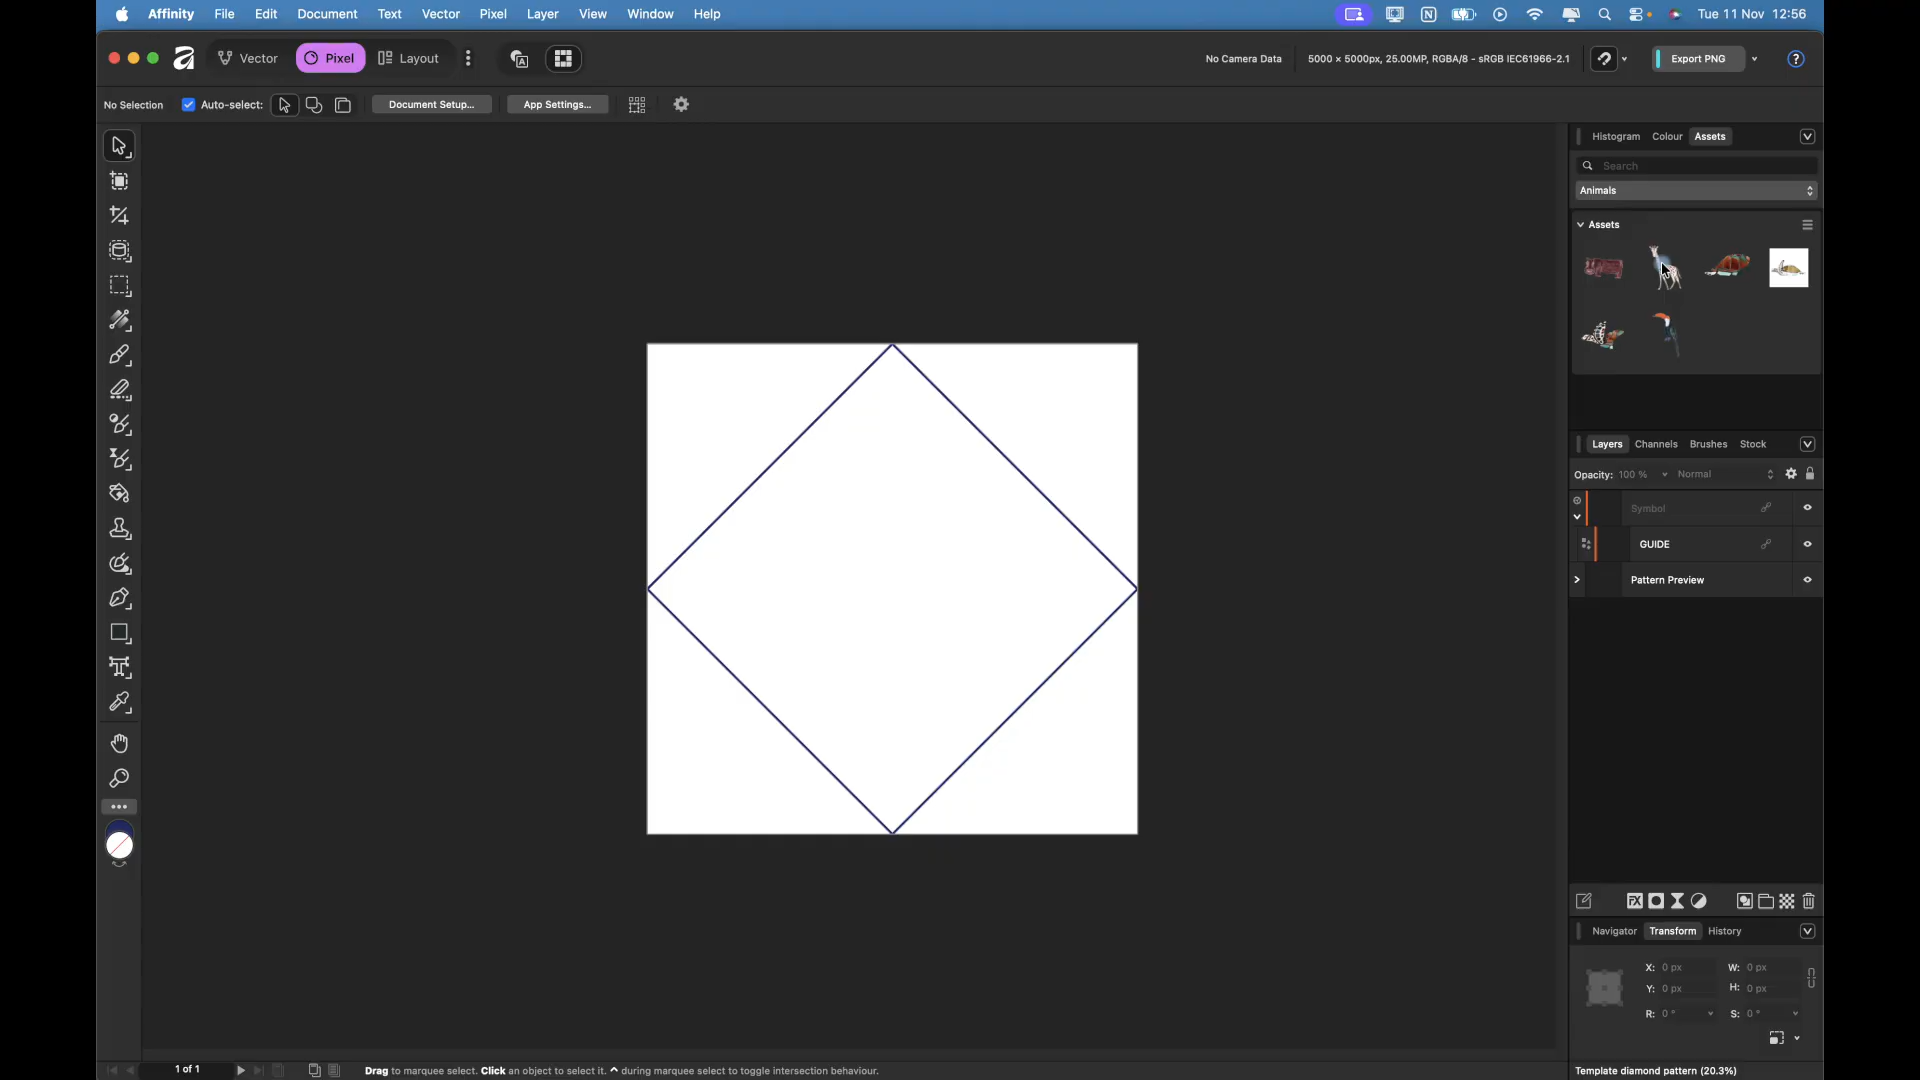 Affinity File Edit Document Text Vector Pixel Layer View Window Help Tue 11 Nov 12:56
Vector Pixel Layout No Camera Data 5000 × 5000px, 25.00MP, RGBA/8 - sRGB IEC61966-2.1 Export PNG
No Selection Auto-select: Document Setup... App Settings...
Histogram Colour Assets
Search
Animals
Assets
Layers Channels Brushes Stock
Opacity: 100 % Normal
Symbol
GUIDE
Pattern Preview
FX
Navigator Transform History
X: 0 px W: 0 px
Y: 0 px H: 0 px
R: 0 ° S: 0 °
1 of 1 Drag to marquee select. Click an object to select it. ⌃ during marquee select to toggle intersection behaviour. Template diamond pattern (20.3%)